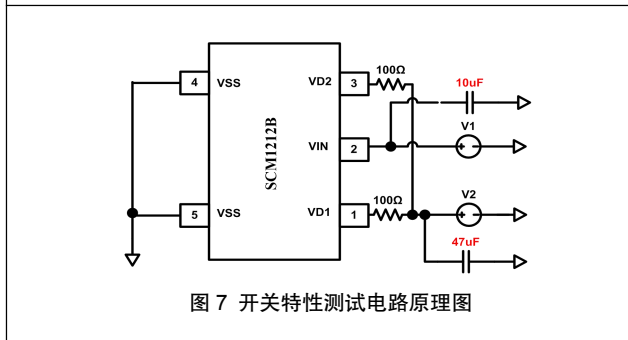 100Ω
10uF
4 VSS VD2 3
V1
SCM1212B
VIN 2
100Ω
V2
5 VSS VD1 1
47uF
图 7 开关特性测试电路原理图